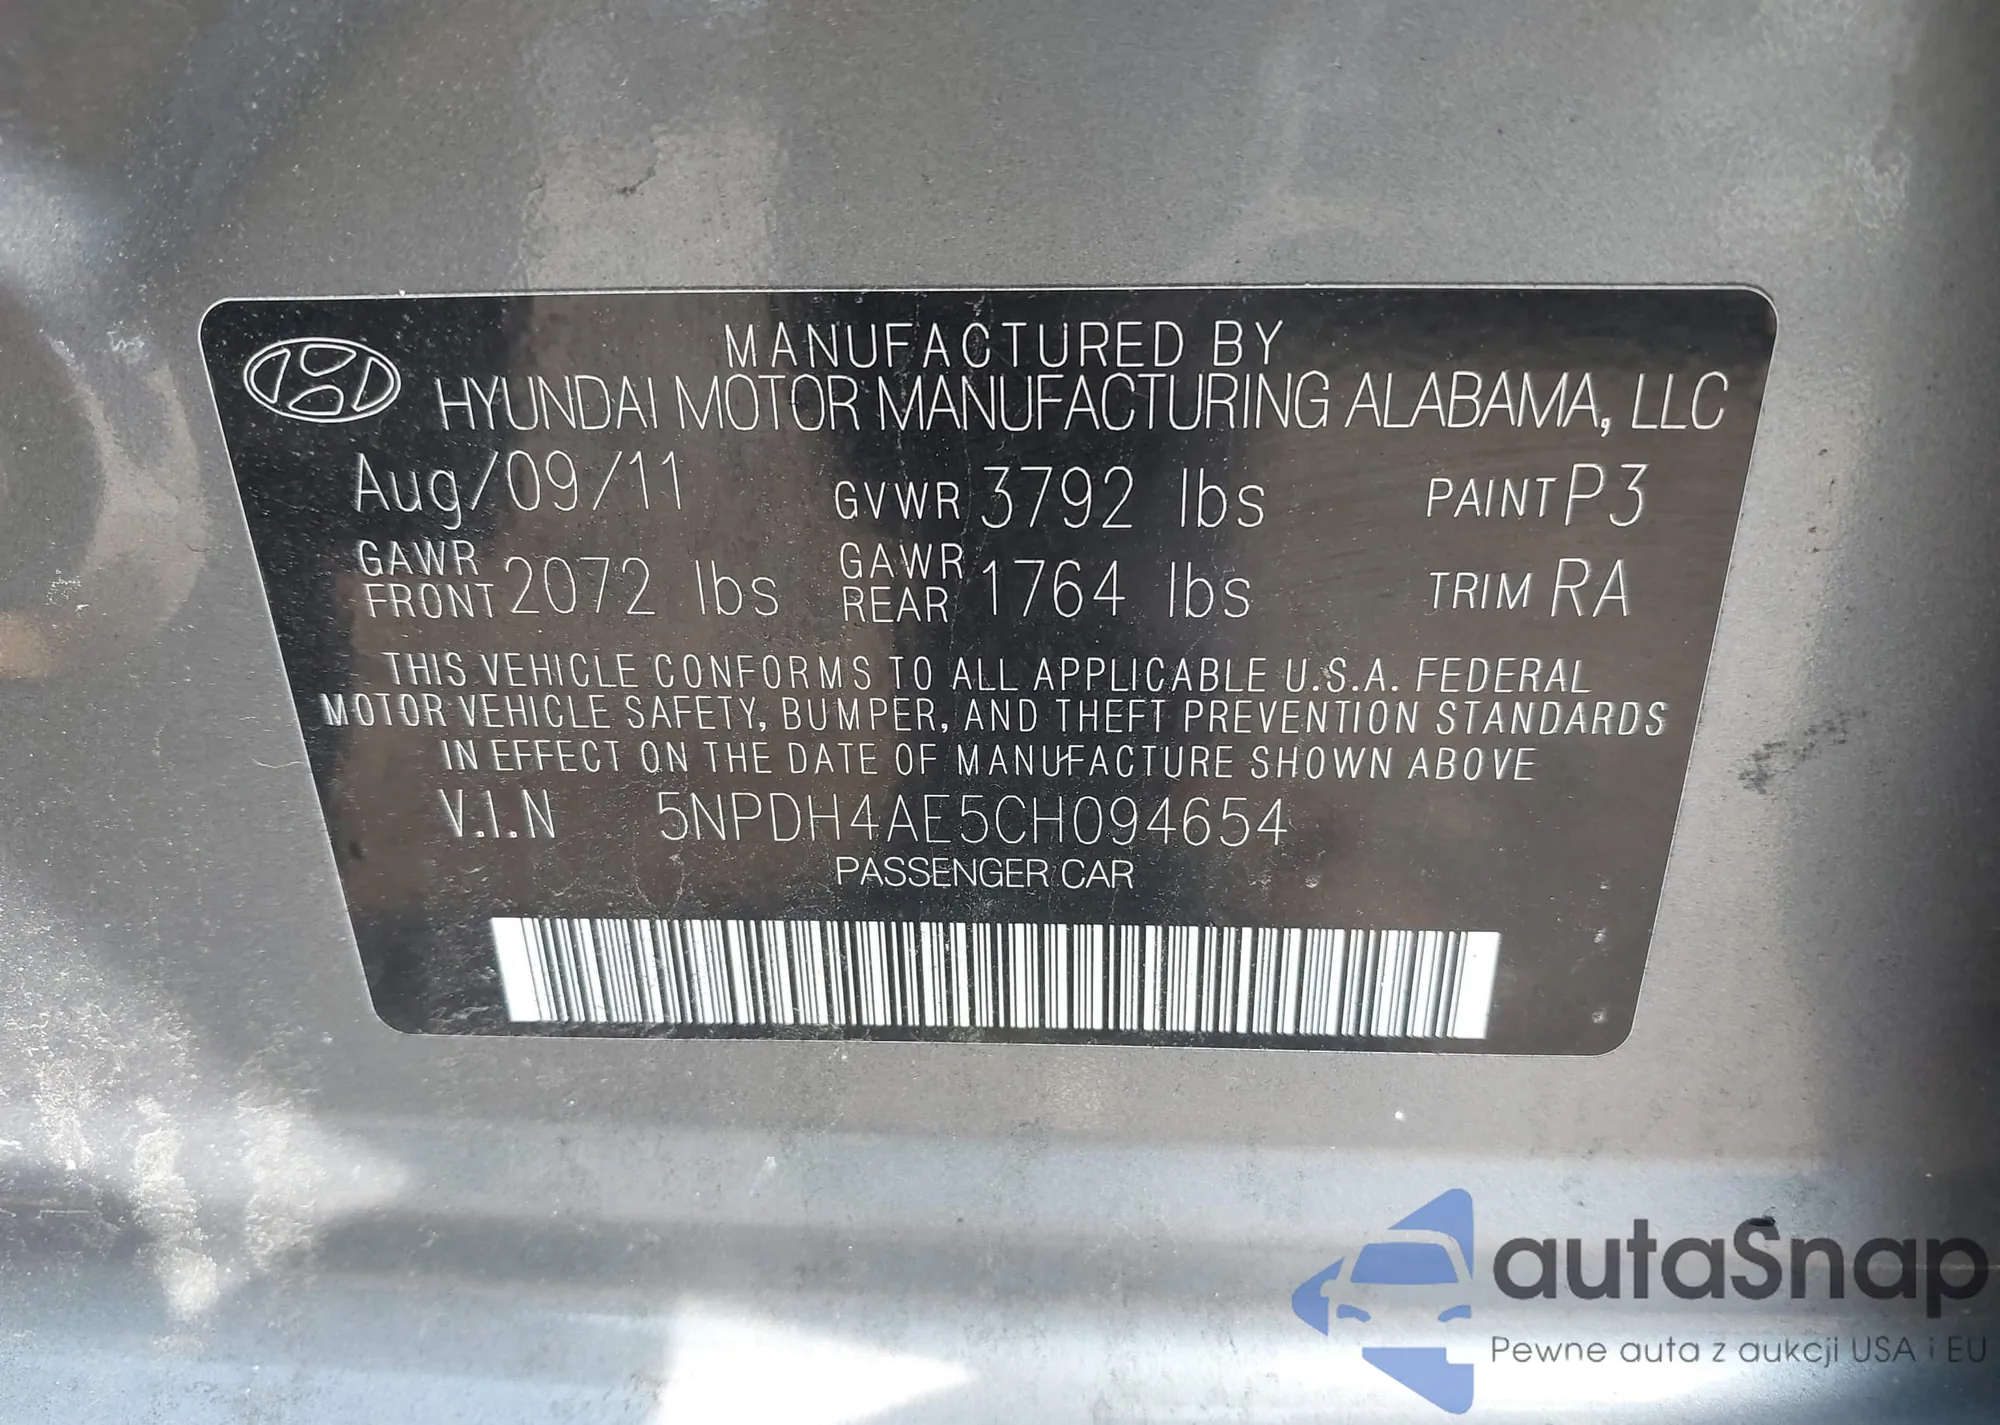 MANUFACTURED BY
HYUNDAI MOTOR MANUFACTURING ALABAMA, LLC
Aug/09/11 GVWR 3792 lbs PAINT P3
GAWR FRONT 2072 lbs GAWR REAR 1764 lbs TRIM RA
THIS VEHICLE CONFORMS TO ALL APPLICABLE U.S.A. FEDERAL
MOTOR VEHICLE SAFETY, BUMPER, AND THEFT PREVENTION STANDARDS
IN EFFECT ON THE DATE OF MANUFACTURE SHOWN ABOVE
V.I.N 5NPDH4AE5CH094654
PASSENGER CAR
autaSnap
Pewne auta z aukcji USA i EU